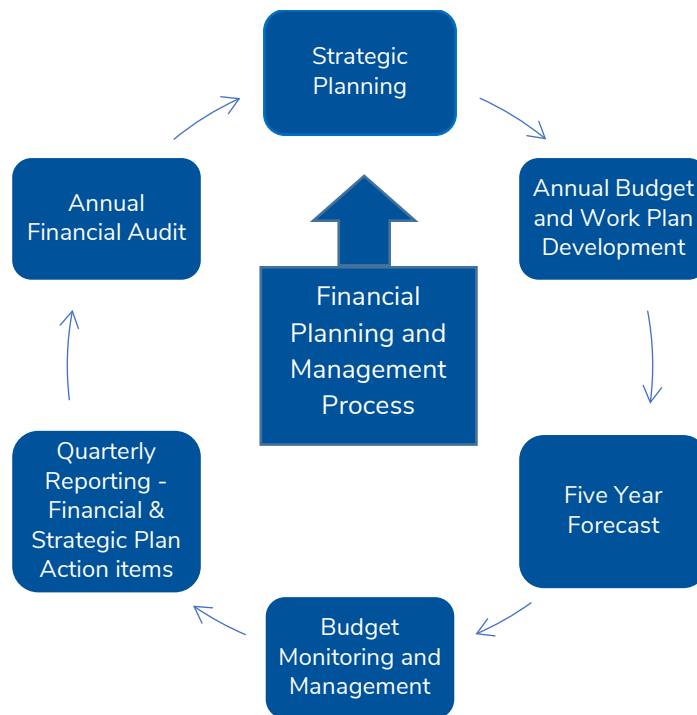 Strategic
Planning
Annual Budget
and Work Plan
Development
Five Year
Forecast
Budget
Monitoring and
Management
Quarterly
Reporting -
Financial &
Strategic Plan
Action items
Annual
Financial Audit
Financial
Planning and
Management
Process